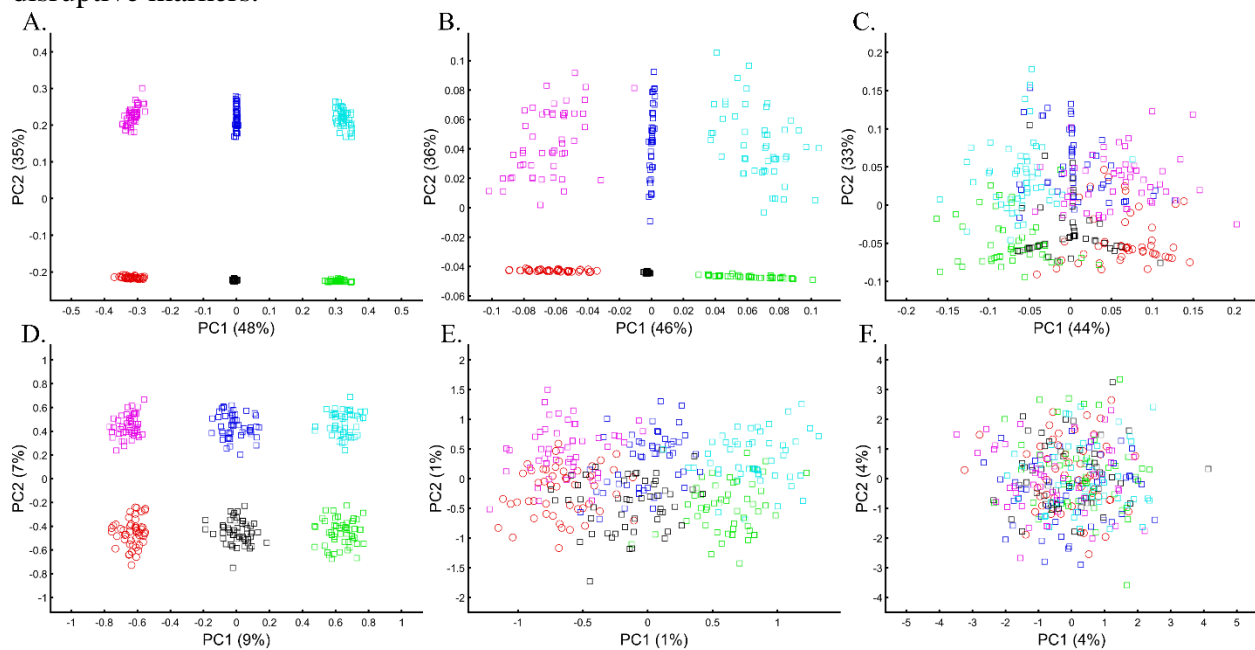 disruptive markers.
A.
0.4
0.3
0.2
0.1
0
-0.1
-0.2
PC2 (35%)
-0.5 -0.4 -0.3 -0.2 -0.1 0 0.1 0.2 0.3 0.4 0.5
PC1 (48%)
B.
0.1
0.08
0.06
0.04
0.02
0
-0.02
-0.04
-0.06
PC2 (36%)
-0.1 -0.08 -0.06 -0.04 -0.02 0 0.02 0.04 0.06 0.08 0.1
PC1 (46%)
C.
0.2
0.15
0.1
0.05
0
-0.05
-0.1
PC2 (33%)
-0.2 -0.15 -0.1 -0.05 0 0.05 0.1 0.15 0.2
PC1 (44%)
D.
1
0.8
0.6
0.4
0.2
0
-0.2
-0.4
-0.6
-0.8
-1
PC2 (7%)
-1 -0.8 -0.6 -0.4 -0.2 0 0.2 0.4 0.6 0.8 1
PC1 (9%)
E.
2
1.5
1
0.5
0
-0.5
-1
-1.5
-2
PC2 (1%)
-1 -0.5 0 0.5 1
PC1 (1%)
F.
4
3
2
1
0
-1
-2
-3
-4
PC2 (4%)
-5 -4 -3 -2 -1 0 1 2 3 4 5
PC1 (4%)